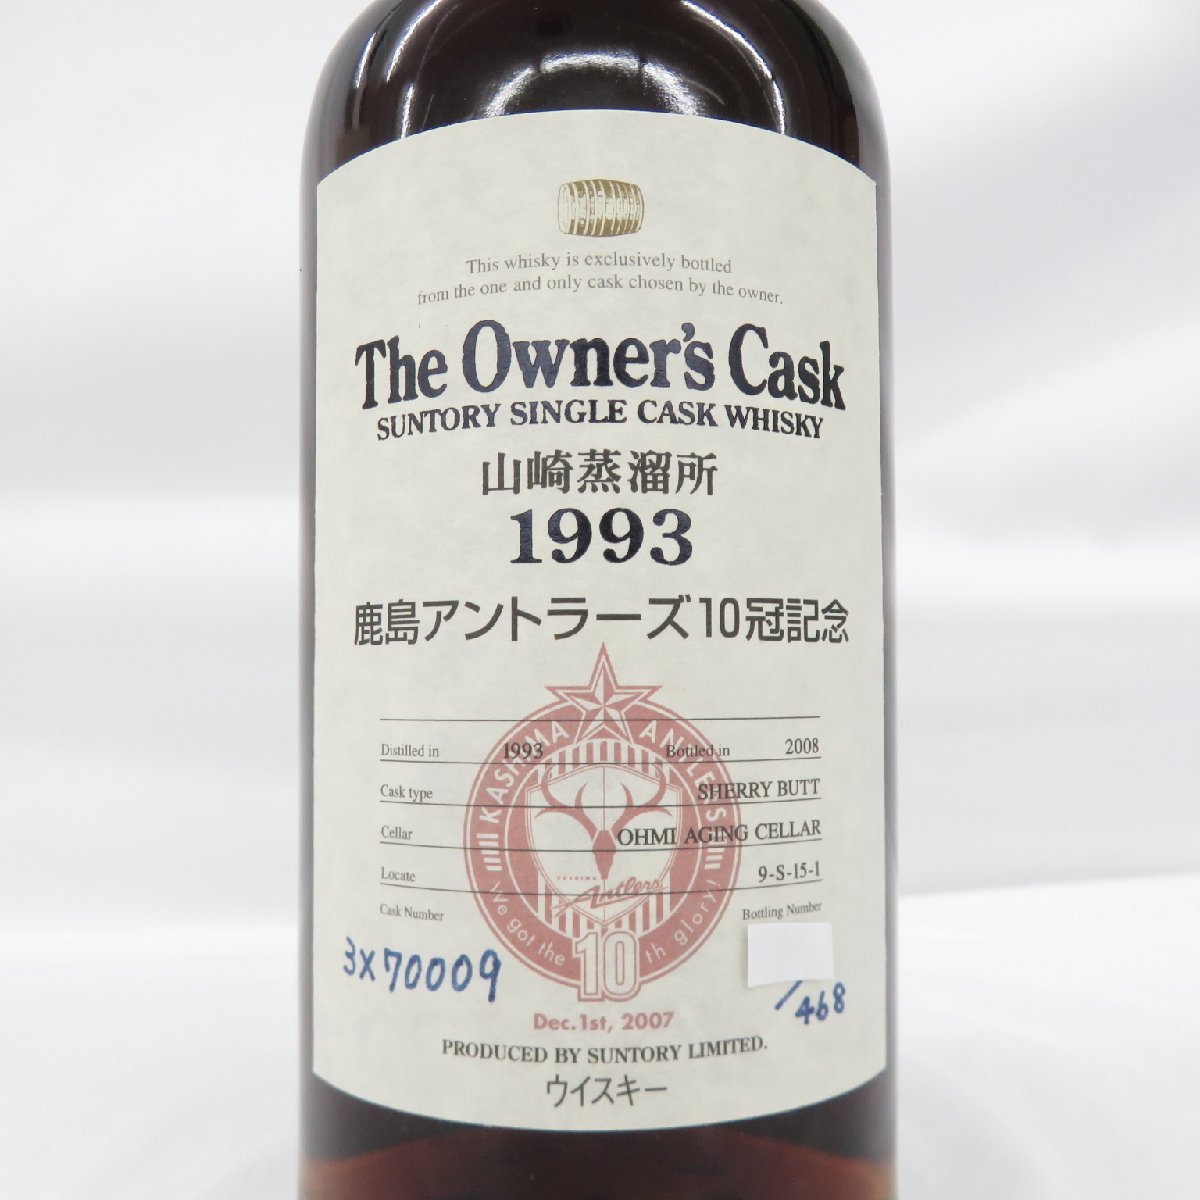 This whisky is exclusively bottled
from the one and only cask chosen by the owner.
The Owner's Cask
SUNTORY SINGLE CASK WHISKY
山崎蒸溜所
1993
鹿島アントラーズ10冠記念
KASHIMA ANTLERS
Distilled in 1993 Bottled in 2008
Cask type SHERRY BUTT
Cellar OHMI AGING CELLAR
Locate 9-S-15-1
KASHIMA
Antlers
Cask Number Bottling Number
We got the 10th glory!
3X70009 /468
Dec.1st, 2007
PRODUCED BY SUNTORY LIMITED.
ウイスキー